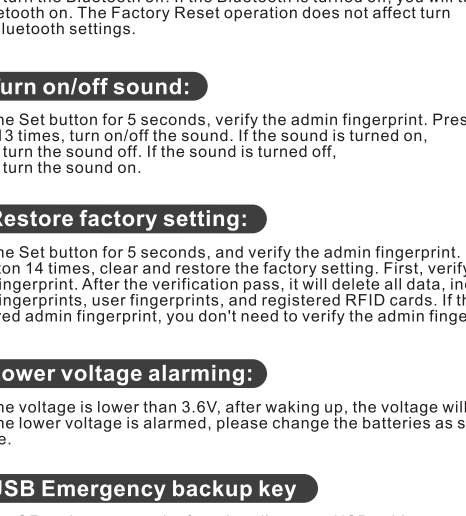 the Bluetooth on. If the Bluetooth is turned on, you will
etooth on. The Factory Reset operation does not affect turn
luetooth settings.
urn on/off sound:
he Set button for 5 seconds, verify the admin fingerprint. Pres
13 times, turn on/off the sound. If the sound is turned on,
turn the sound off. If the sound is turned off,
turn the sound on.
Restore factory setting:
he Set button for 5 seconds, and verify the admin fingerprint.
ton 14 times, clear and restore the factory setting. First, verify
ingerprint. After the verification pass, it will delete all data, in
ingerprints, user fingerprints, and registered RFID cards. If th
red admin fingerprint, you don't need to verify the admin finge
ower voltage alarming:
he voltage is lower than 3.6V, after waking up, the voltage will
he lower voltage is alarmed, please change the batteries as s
e.
USB Emergency backup key